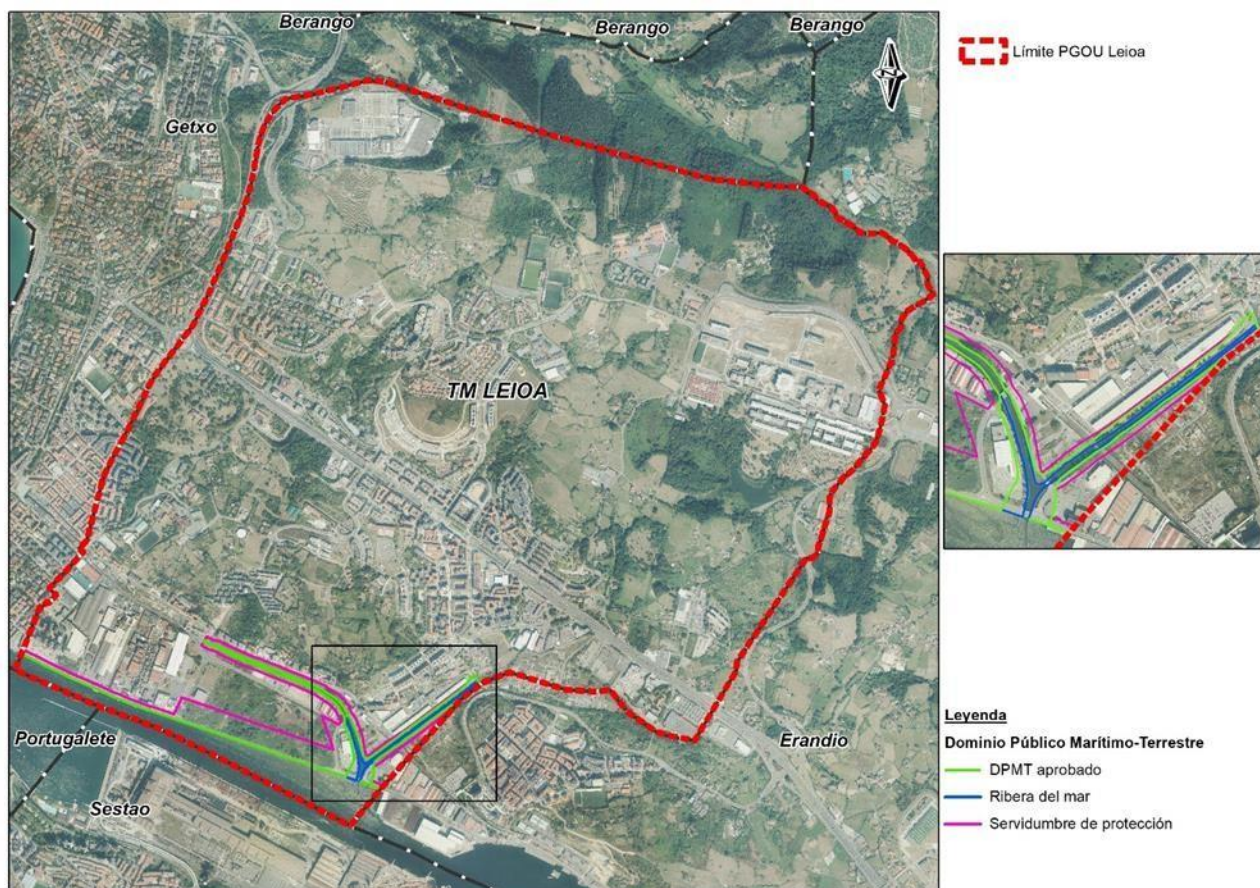 Berango
Berango
Berango
Límite PGOU Leioa
N
Getxo
TM LEIOA
Portugalete
Sestao
Erandio
Leyenda
Dominio Público Marítimo-Terrestre
DPMT aprobado
Ribera del mar
Servidumbre de protección